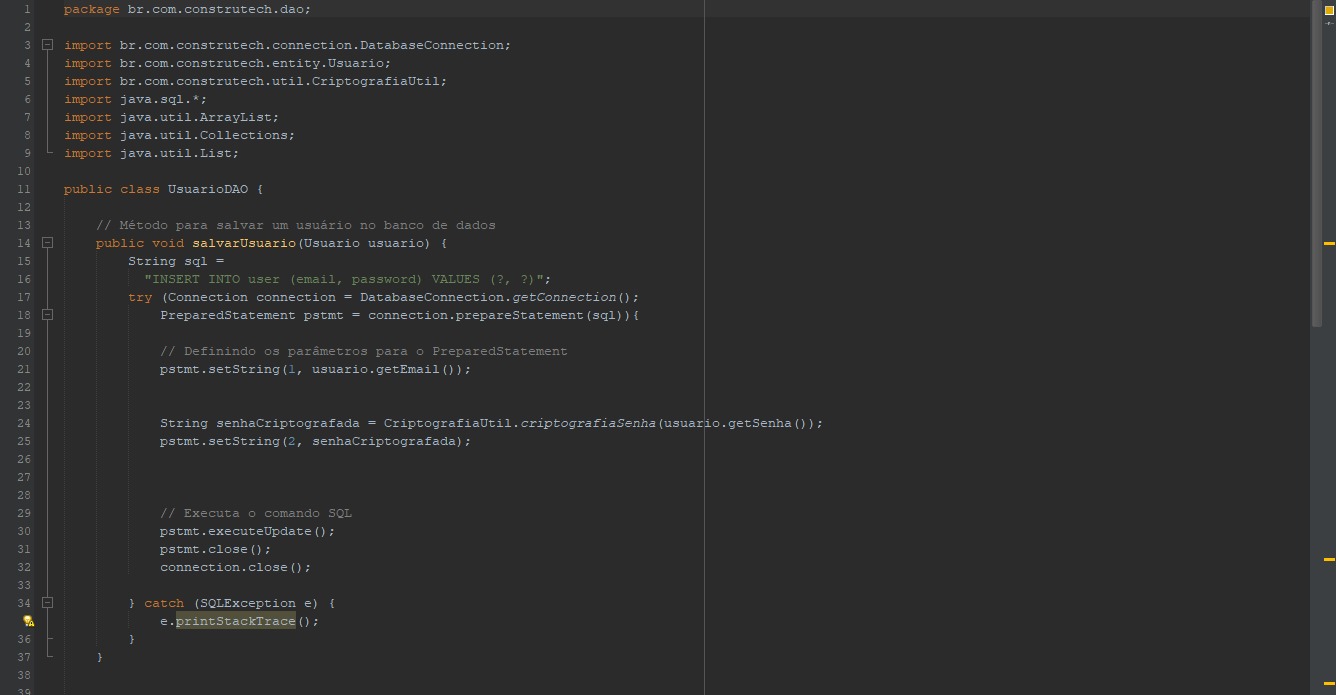 1 package br.com.construtech.dao;
2
3 import br.com.construtech.connection.DatabaseConnection;
4 import br.com.construtech.entity.Usuario;
5 import br.com.construtech.util.CriptografiaUtil;
6 import java.sql.*;
7 import java.util.ArrayList;
8 import java.util.Collections;
9 import java.util.List;
10
11 public class UsuarioDAO {
12
13 // Método para salvar um usuário no banco de dados
14 public void salvarUsuario(Usuario usuario) {
15 String sql =
16 "INSERT INTO user (email, password) VALUES (?, ?)";
17 try (Connection connection = DatabaseConnection.getConnection();
18 PreparedStatement pstmt = connection.prepareStatement(sql)){
19
20 // Definindo os parâmetros para o PreparedStatement
21 pstmt.setString(1, usuario.getEmail());
22
23
24 String senhaCriptografada = CriptografiaUtil.criptografiaSenha(usuario.getSenha());
25 pstmt.setString(2, senhaCriptografada);
26
27
28
29 // Executa o comando SQL
30 pstmt.executeUpdate();
31 pstmt.close();
32 connection.close();
33
34 } catch (SQLException e) {
e.printStackTrace();
36 }
37 }
38
39